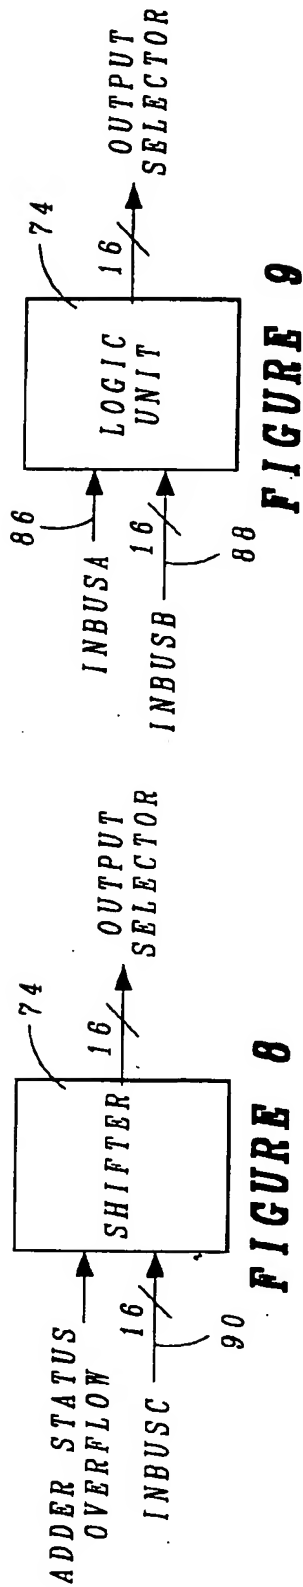 ADDER STATUS
OVERFLOW
INBUSC
16
90
SHIFTER
74
16
OUTPUT
SELECTOR
FIGURE 8
INBUSA
86
INBUSB
16
88
LOGIC
UNIT
74
16
OUTPUT
SELECTOR
FIGURE 9